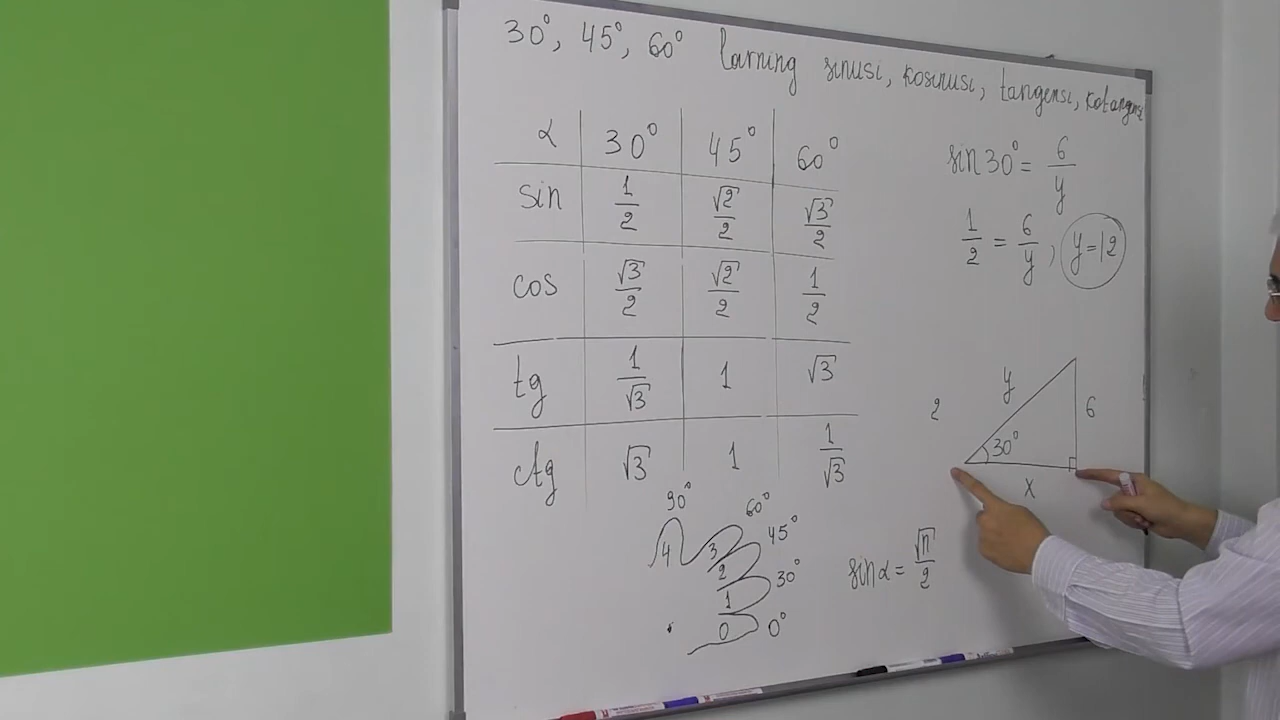 30°, 45°, 60° larning sinusi, kosinusi, tangensi, kotangensi
α 30° 45° 60°
sin 1/2 √2/2 √3/2
cos √3/2 √2/2 1/2
tg 1/√3 1 √3
ctg √3 1 1/√3
90°
60°
45°
30°
0°
4
3
2
1
0
sin α = √n/2
sin 30° = 6/y
1/2 = 6/y, y=12
2
y
6
30°
x